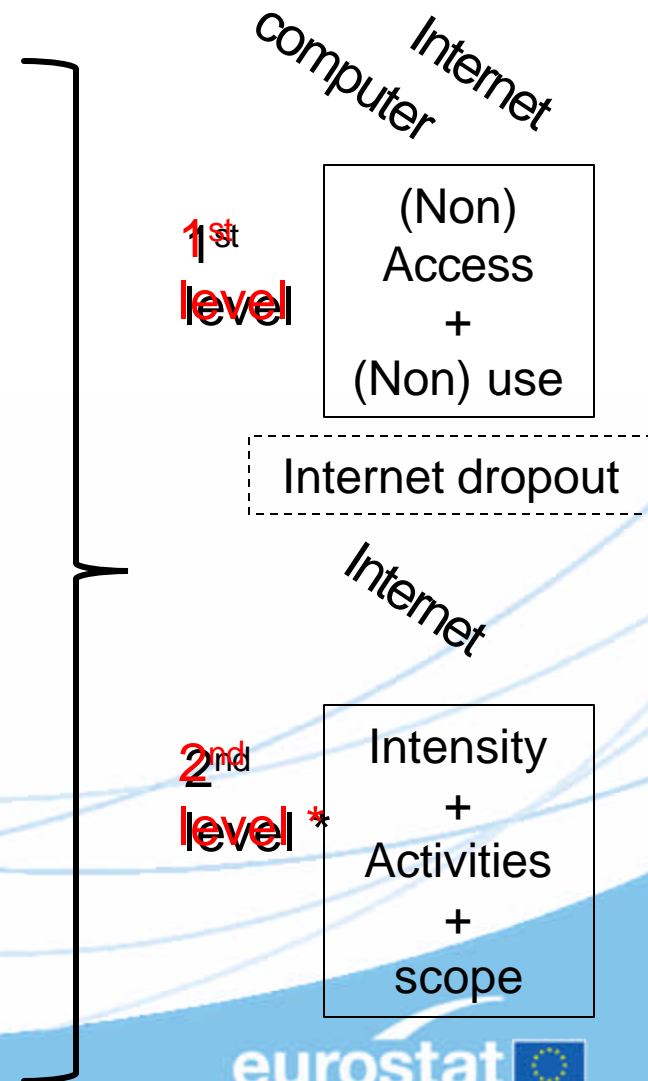 computer
Internet
1st
level
(Non)
Access
+
(Non) use
Internet dropout
Internet
2nd
level *
Intensity
+
Activities
+
scope
eurostat